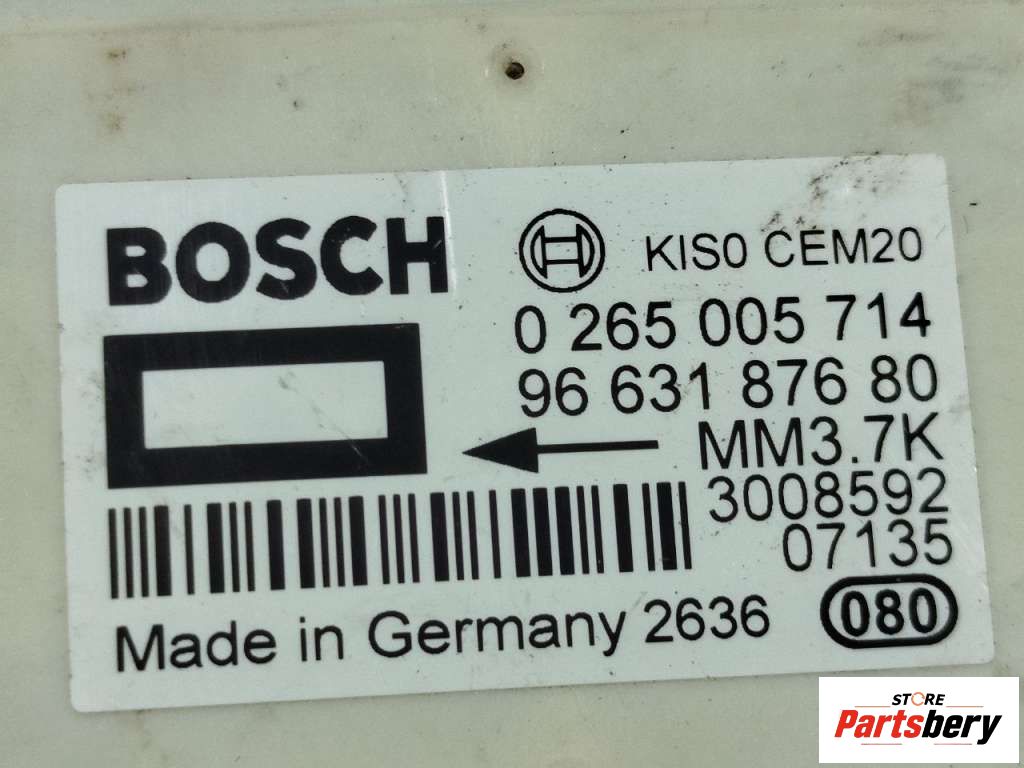 BOSCH
KIS0 CEM20
0 265 005 714
96 631 876 80
MM3.7K
3008592
07135
Made in Germany 2636
080
STORE
Partsbery